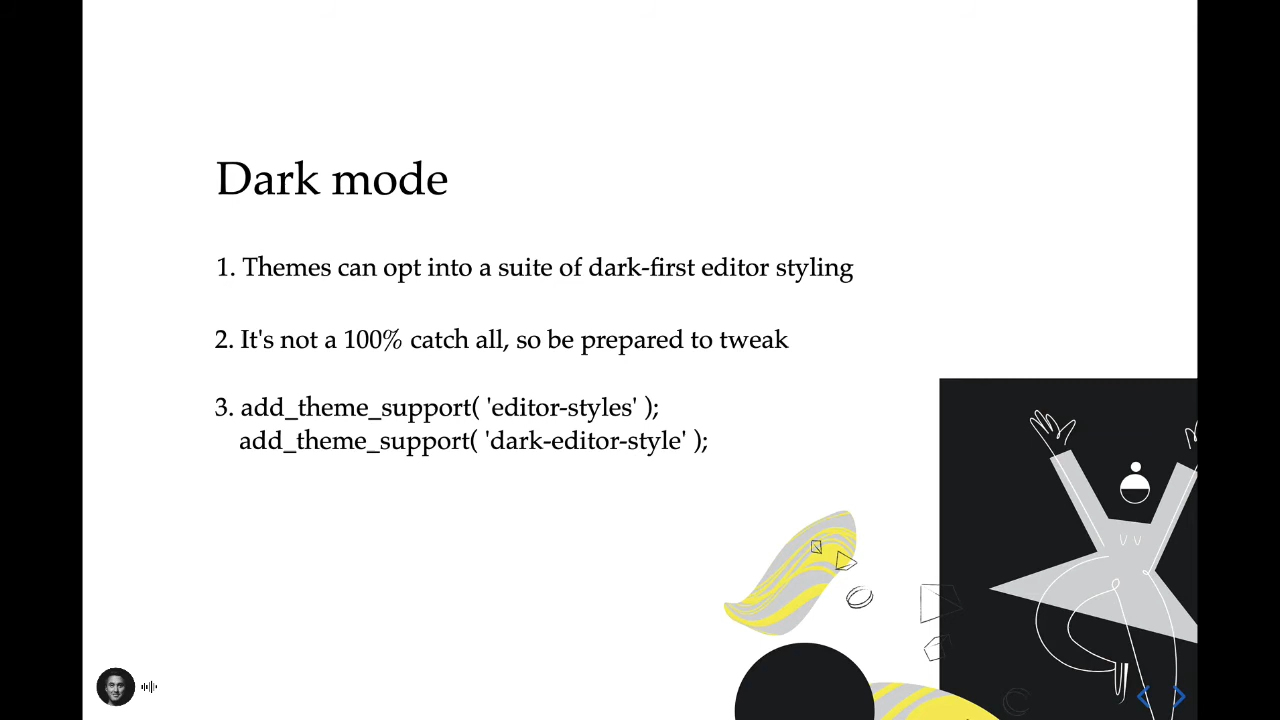 Dark mode
1. Themes can opt into a suite of dark-first editor styling
2. It's not a 100% catch all, so be prepared to tweak
3. add_theme_support( 'editor-styles' );
add_theme_support( 'dark-editor-style' );